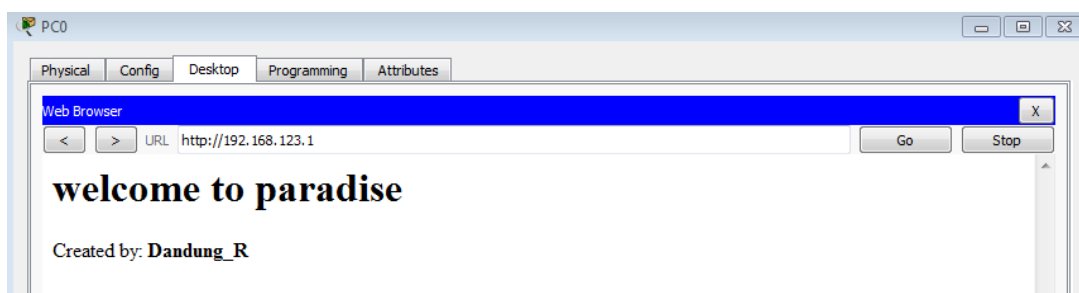 PC0
Physical Config Desktop Programming Attributes
Web Browser X
< > URL http://192.168.123.1 Go Stop
welcome to paradise
Created by: Dandung_R